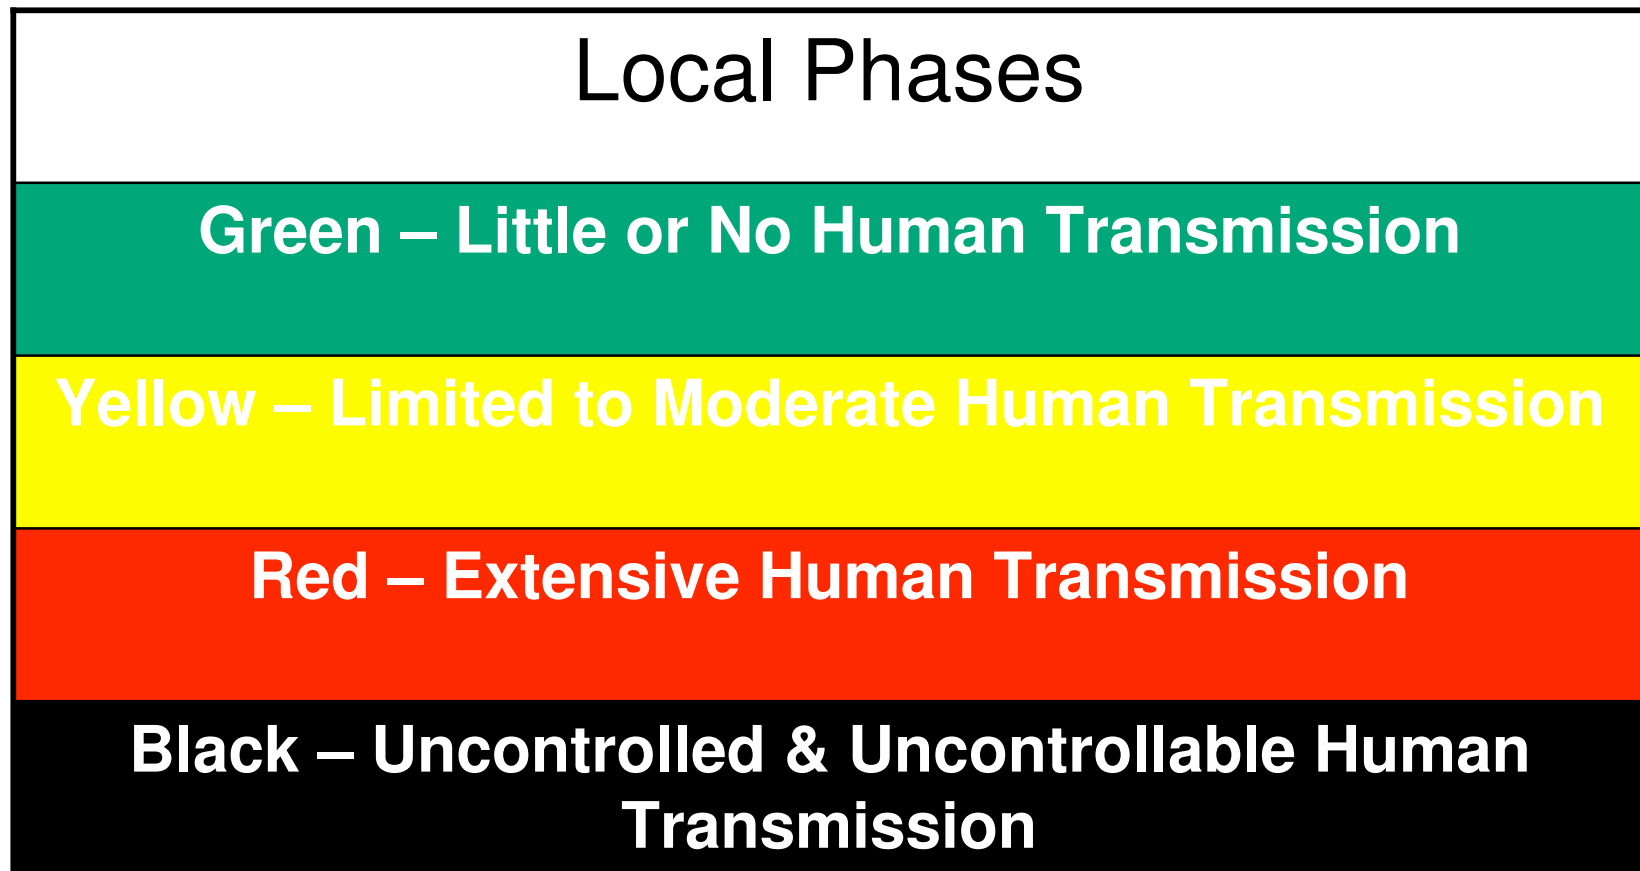 Local Phases
Green – Little or No Human Transmission
Yellow – Limited to Moderate Human Transmission
Red – Extensive Human Transmission
Black – Uncontrolled & Uncontrollable Human
Transmission